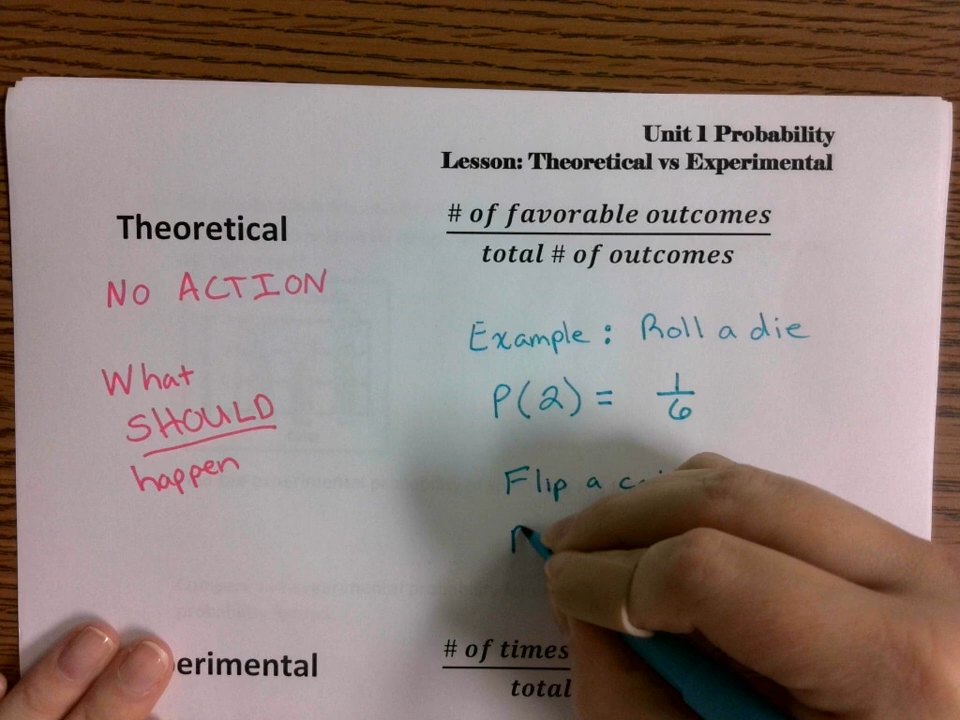 Unit 1 Probability
Lesson: Theoretical vs Experimental
Theoretical
# of favorable outcomes
total # of outcomes
NO ACTION
What
SHOULD
happen
Example: Roll a die
P(2) = 1/6
Flip a
erimental
# of times
total